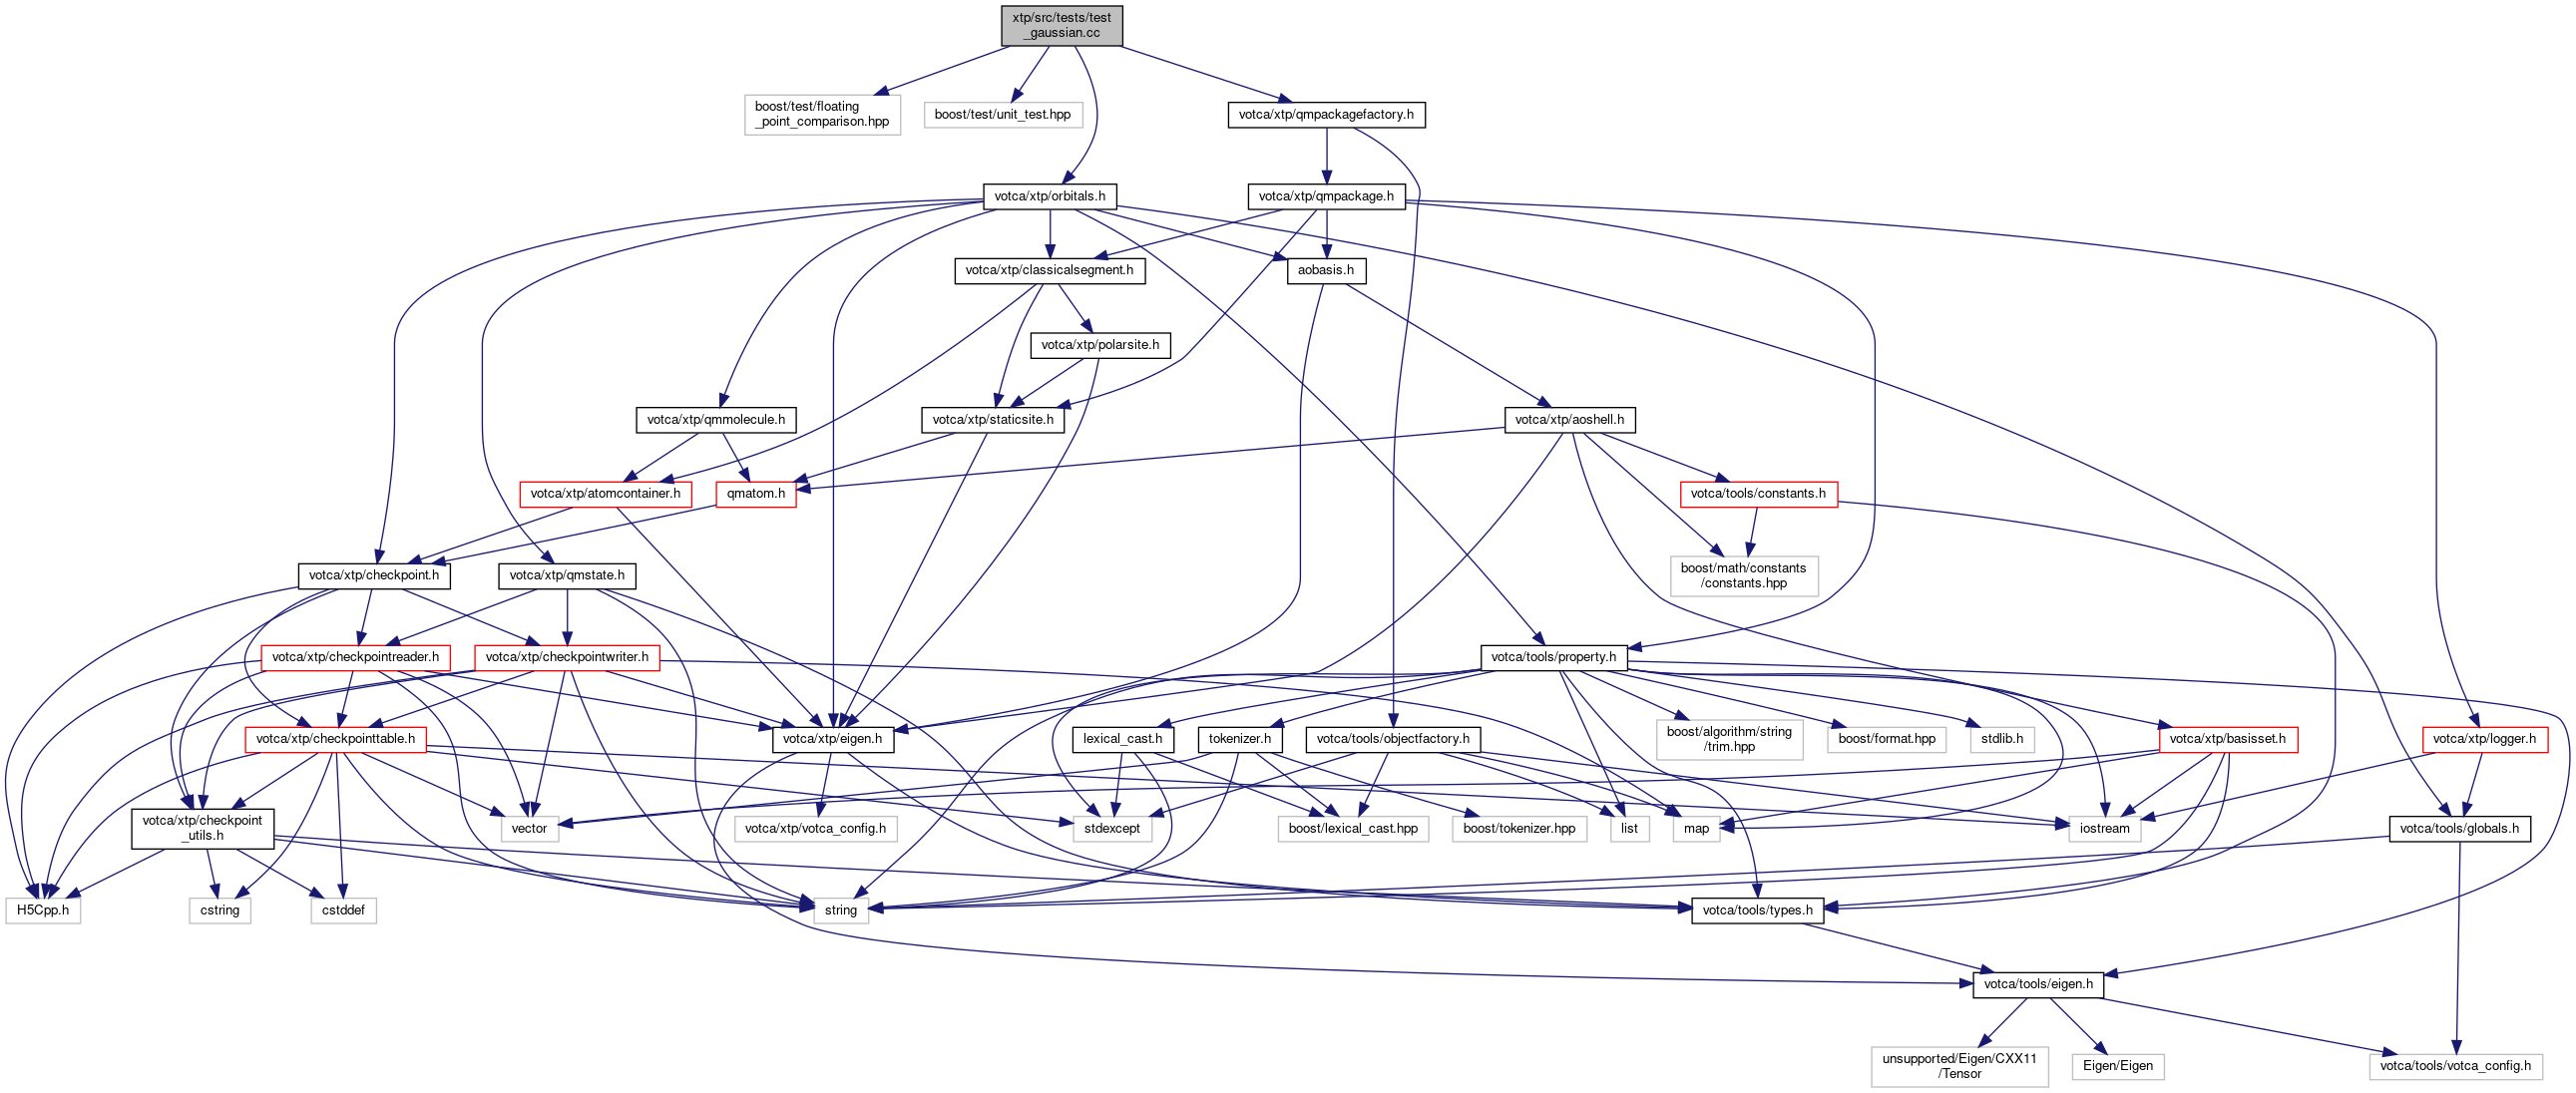 xtp/src/tests/test
_gaussian.cc
boost/test/floating
_point_comparison.hpp
boost/test/unit_test.hpp
votca/xtp/qmpackagefactory.h
votca/xtp/orbitals.h
votca/xtp/qmpackage.h
votca/xtp/classicalsegment.h
aobasis.h
votca/xtp/polarsite.h
votca/xtp/qmmolecule.h
votca/xtp/staticsite.h
votca/xtp/aoshell.h
votca/xtp/atomcontainer.h
qmatom.h
votca/tools/constants.h
votca/xtp/checkpoint.h
votca/xtp/qmstate.h
boost/math/constants
/constants.hpp
votca/xtp/checkpointreader.h
votca/xtp/checkpointwriter.h
votca/tools/property.h
votca/xtp/checkpointtable.h
votca/xtp/eigen.h
lexical_cast.h
tokenizer.h
votca/tools/objectfactory.h
boost/algorithm/string
/trim.hpp
boost/format.hpp
stdlib.h
votca/xtp/basisset.h
votca/xtp/logger.h
votca/xtp/checkpoint
_utils.h
vector
votca/xtp/votca_config.h
stdexcept
boost/lexical_cast.hpp
boost/tokenizer.hpp
list
map
iostream
votca/tools/globals.h
H5Cpp.h
cstring
cstddef
string
votca/tools/types.h
votca/tools/eigen.h
unsupported/Eigen/CXX11
/Tensor
Eigen/Eigen
votca/tools/votca_config.h